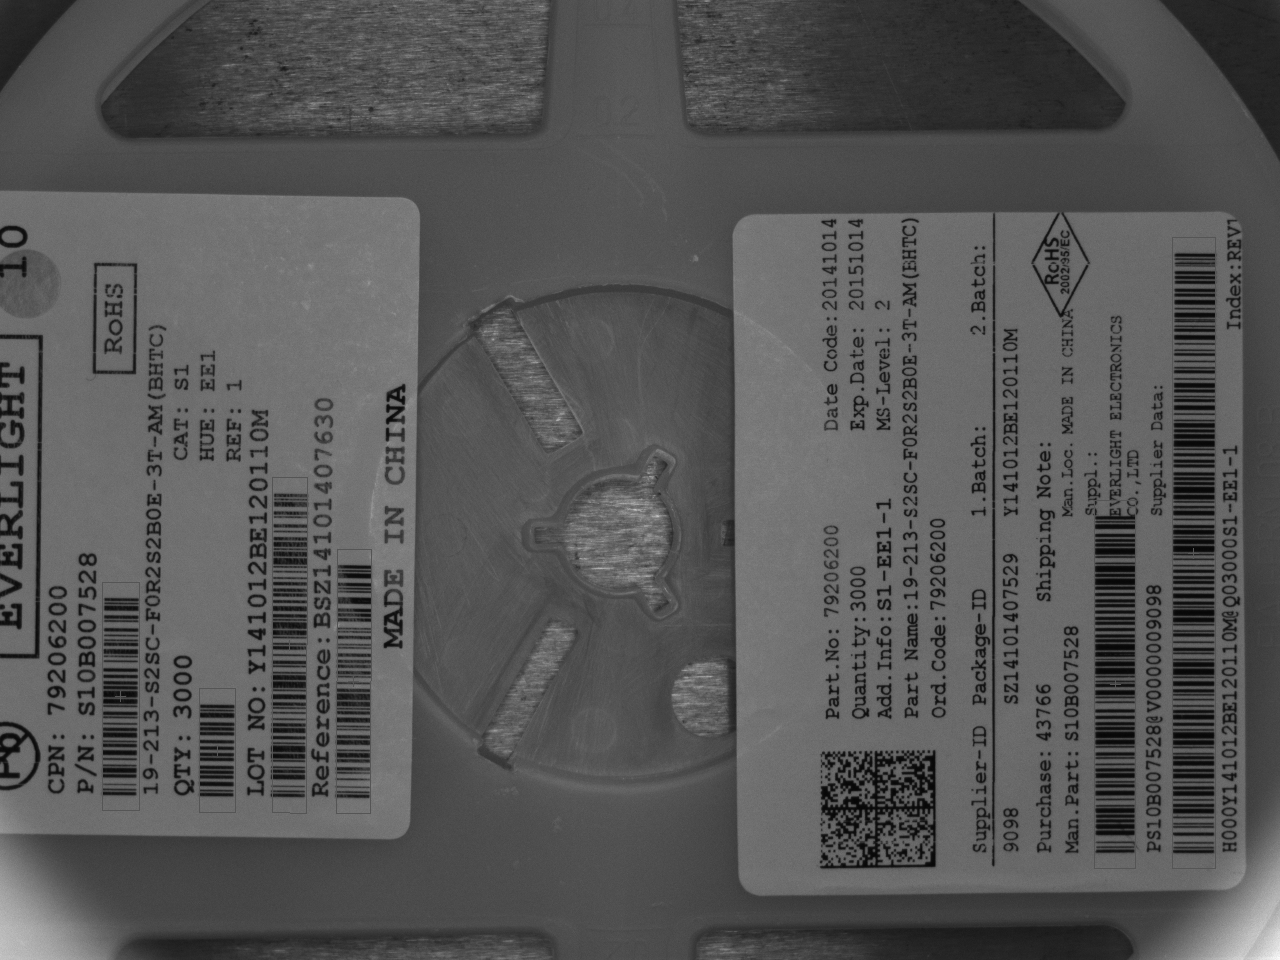 10
EVERLIGHT
RoHS
Pb
CPN: 79206200
P/N: S10B007528
19-213-S2SC-F0R2S2B0E-3T-AM(BHTC)
QTY: 3000
CAT: S1
HUE: EE1
REF: 1
LOT NO:Y141012BE120110M
Reference:BSZ1410141407630
MADE IN CHINA
Part.No: 79206200
Date Code:20141014
Quantity:3000
Exp.Date: 20151014
Add.Info:S1-EE1-1
MS-Level: 2
Part Name:19-213-S2SC-F0R2S2B0E-3T-AM(BHTC)
Ord.Code:79206200
Supplier-ID Package-ID 1.Batch: 2.Batch:
9098 SZ1410141407529 Y141012BE120110M
Purchase: 43766 Shipping Note:
RoHS
2002/95/EC
Man.Loc. MADE IN CHINA
Man.Part: S10B007528
Suppl.:
EVERLIGHT ELECTRONICS
CO.,LTD
Supplier Data:
PS10B007528@V0000009098
H000Y141012BE120110M@Q03000S1-EE1-1
Index:REV